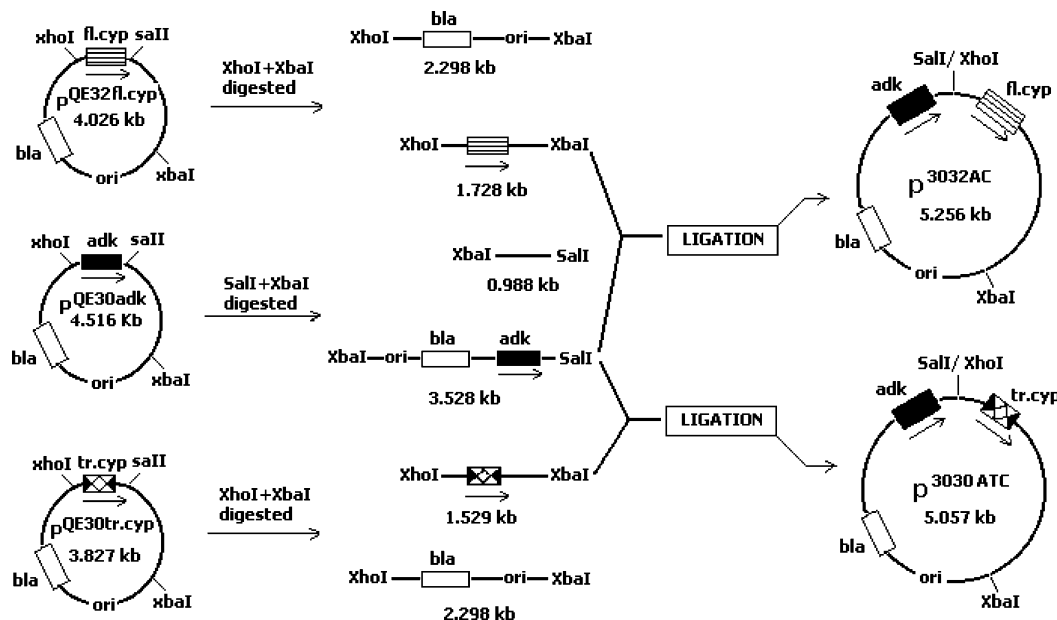 xhoI fl.cyp saII
pQE32fl.cyp
4.026 kb
bla
ori
xbaI
XhoI+XbaI
digested
bla
XhoI ori XbaI
2.298 kb
XhoI XbaI
1.728 kb
xhoI adk saII
pQE30adk
4.516 Kb
bla
ori
xbaI
SalI+XbaI
digested
XbaI SalI
0.988 kb
bla adk
XbaI ori SalI
3.528 kb
xhoI tr.cyp saII
pQE30tr.cyp
3.827 kb
bla
ori
xbaI
XhoI+XbaI
digested
XhoI XbaI
1.529 kb
bla
XhoI ori XbaI
2.298 kb
LIGATION
LIGATION
SalI/ XhoI
adk
fl.cyp
p3032AC
5.256 kb
bla
ori
XbaI
SalI/ XhoI
adk
tr.cyp
p3030 ATC
5.057 kb
bla
ori
XbaI